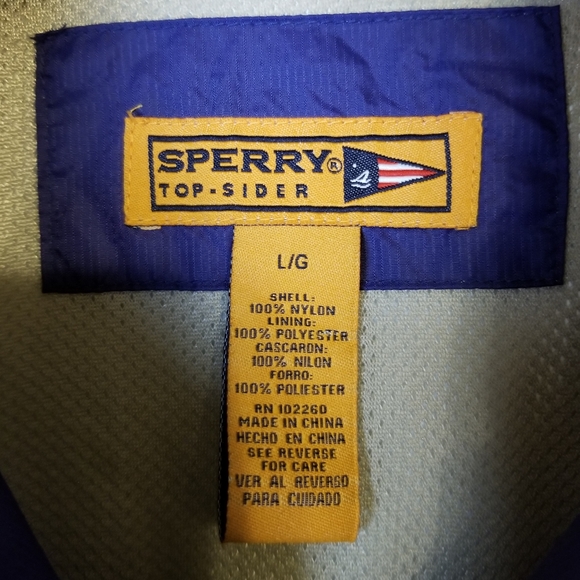 SPERRY®
TOP-SIDER
L/G
SHELL:
100% NYLON
LINING:
100% POLYESTER
CASCARON:
100% NILON
FORRO:
100% POLIESTER
RN 102260
MADE IN CHINA
HECHO EN CHINA
SEE REVERSE
FOR CARE
VER AL REVERSO
PARA CUIDADO